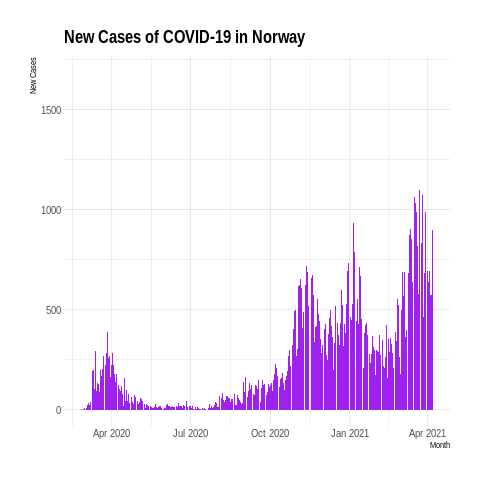 New Cases of COVID-19 in Norway
New Cases
1500
1000
500
0
Apr 2020
Jul 2020
Oct 2020
Jan 2021
Apr 2021
Month